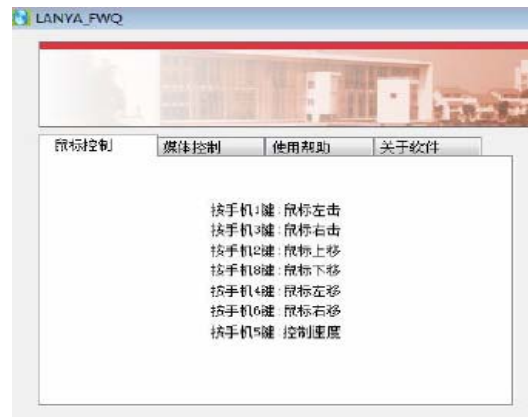 LANYA_FWQ
鼠标控制 媒体控制 使用帮助 关于软件
按手机1键:鼠标左击
按手机3键:鼠标右击
按手机2键:鼠标上移
按手机8键:鼠标下移
按手机4键:鼠标左移
按手机6键:鼠标右移
按手机5键:控制速度